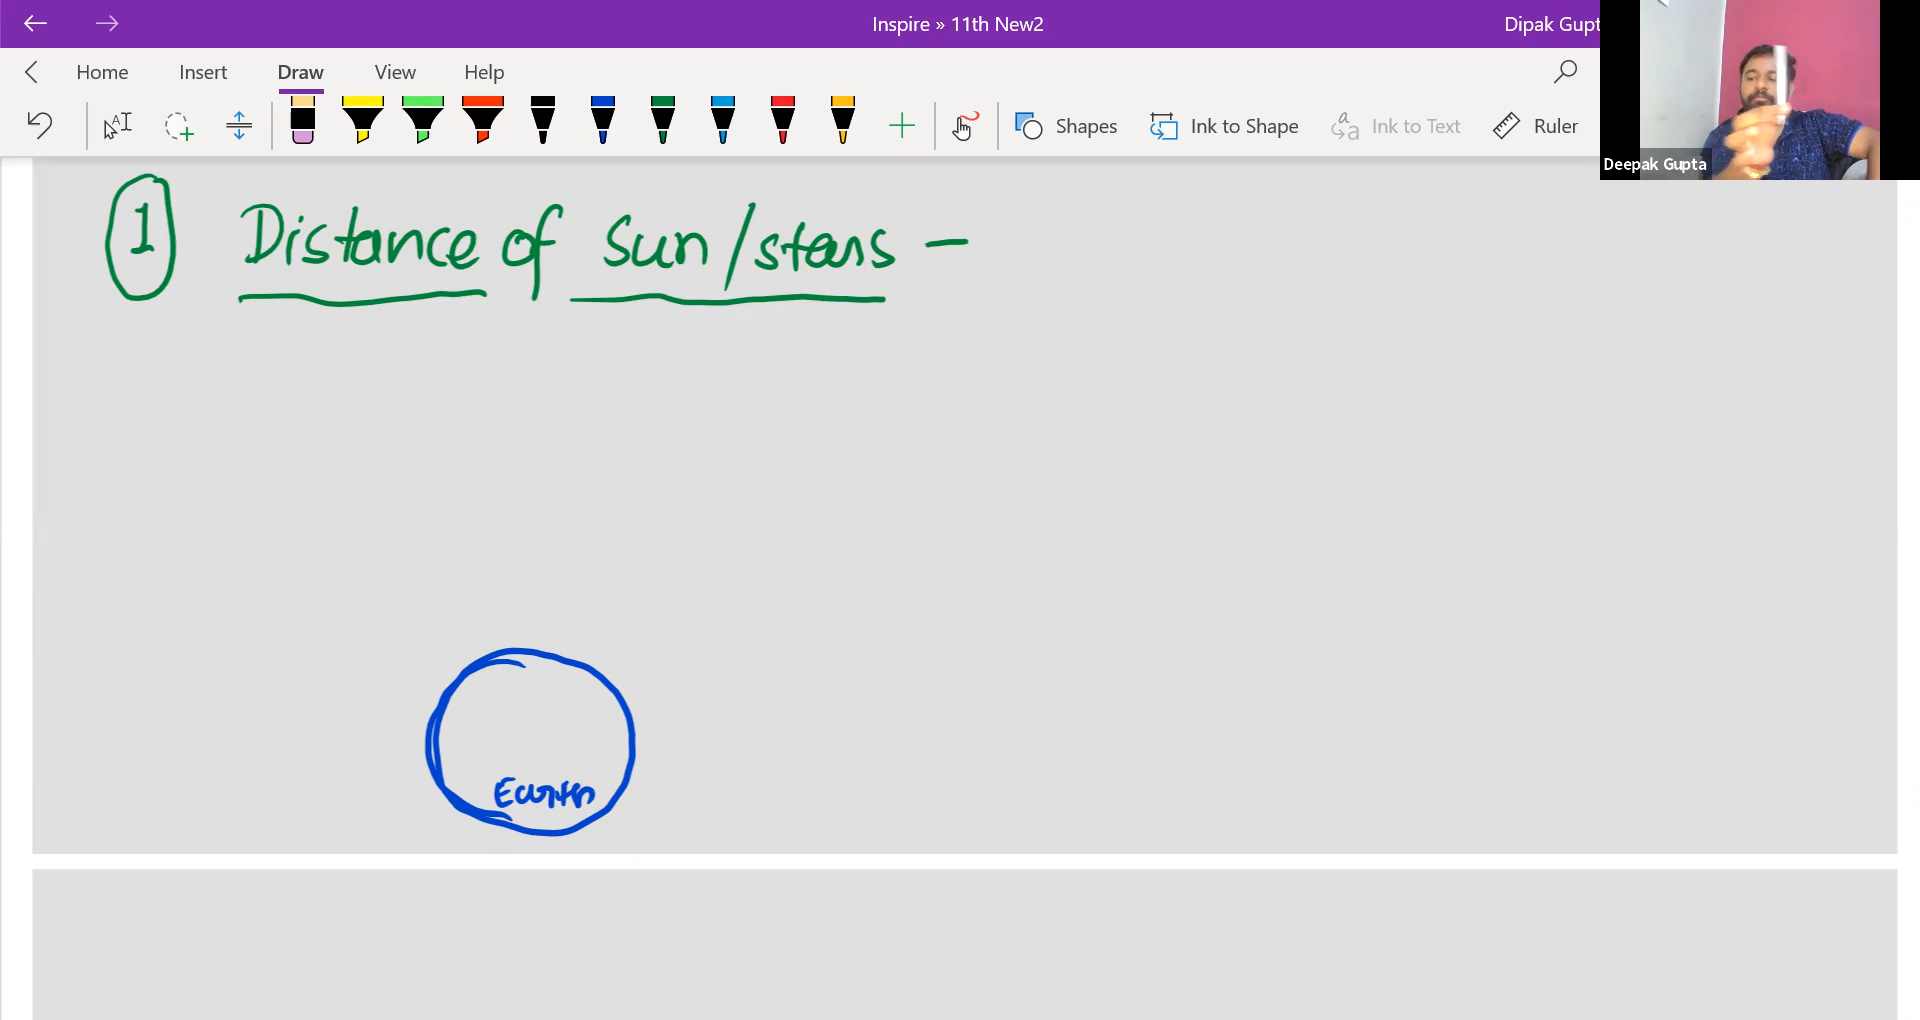 Inspire » 11th New2
Dipak Gupt
Home Insert Draw View Help
Shapes Ink to Shape Ink to Text Ruler
Deepak Gupta
1 Distance of sun/stars -
Earth